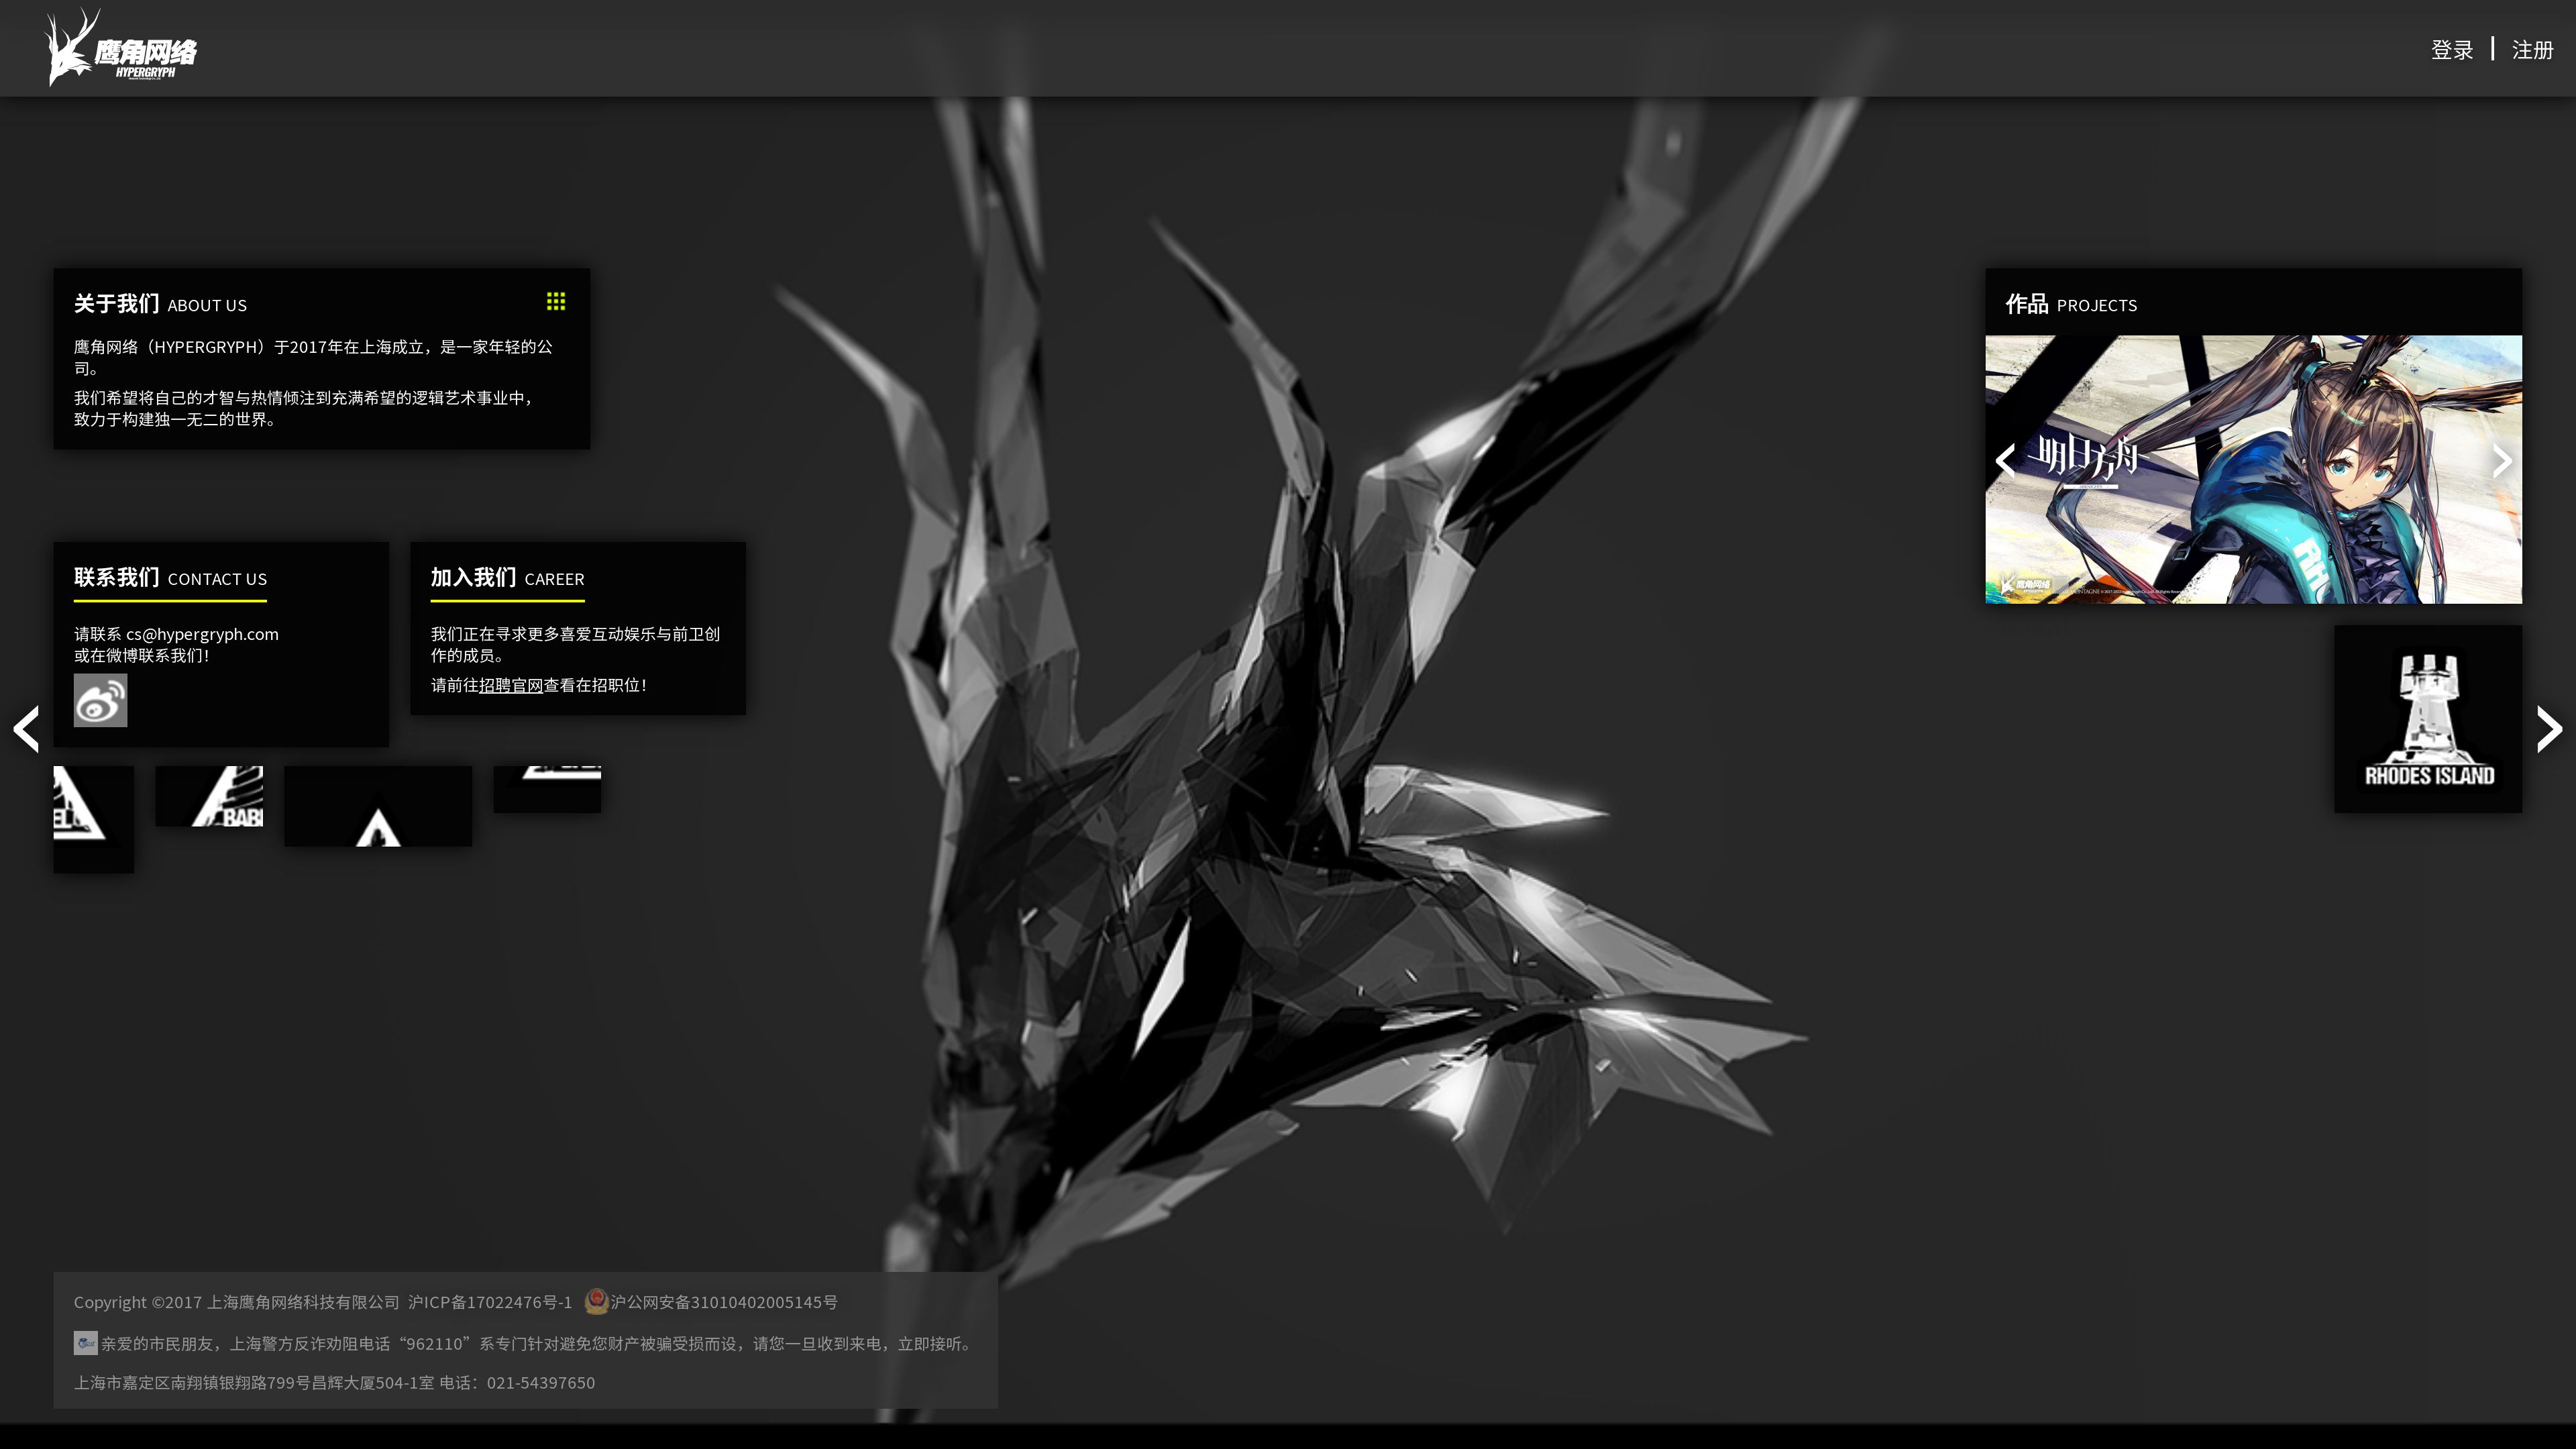 鹰角网络
HYPERGRYPH
登录 | 注册
关于我们 ABOUT US
鹰角网络（HYPERGRYPH）于2017年在上海成立，是一家年轻的公
司。
我们希望将自己的才智与热情倾注到充满希望的逻辑艺术事业中，
致力于构建独一无二的世界。
联系我们 CONTACT US
请联系 cs@hypergryph.com
或在微博联系我们！
加入我们 CAREER
我们正在寻求更多喜爱互动娱乐与前卫创
作的成员。
请前往招聘官网查看在招职位！
EL
BAB
作品 PROJECTS
明日方舟
鹰角网络
RHODES ISLAND
Copyright ©2017 上海鹰角网络科技有限公司 沪ICP备17022476号-1 沪公网安备31010402005145号
亲爱的市民朋友，上海警方反诈劝阻电话“962110”系专门针对避免您财产被骗受损而设，请您一旦收到来电，立即接听。
上海市嘉定区南翔镇银翔路799号昌辉大厦504-1室 电话：021-54397650